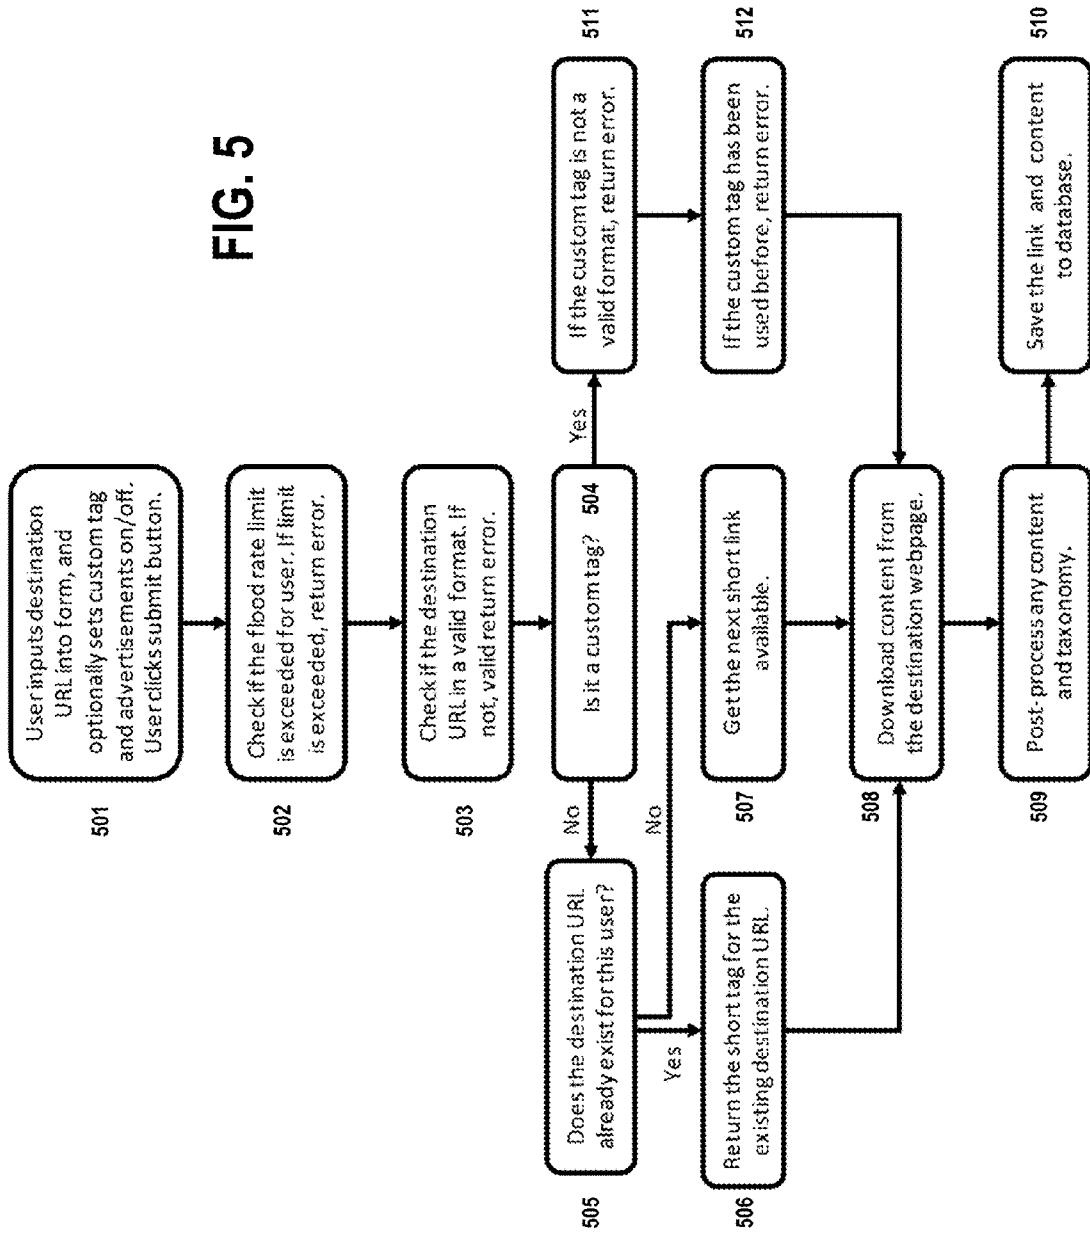 FIG. 5
501
User inputs destination
URL into form, and
optionally sets custom tag
and advertisements on/off.
User clicks submit button.
502
Check if the flood rate limit
is exceeded for user. If limit
is exceeded, return error.
503
Check if the destination
URL in a valid format. If
not, valid return error.
504
Is it a custom tag?
Yes
No
511
If the custom tag is not a
valid format, return error.
512
If the custom tag has been
used before, return error.
505
Does the destination URL
already exist for this user?
Yes
No
506
Return the short tag for the
existing destination URL.
507
Get the next short link
available.
508
Download content from
the destination webpage.
509
Post-process any content
and taxonomy.
510
Save the link and content
to database.